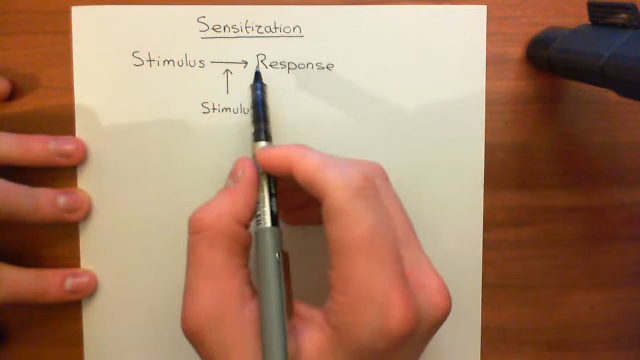 Sensitization
Stimulus → Response
↑